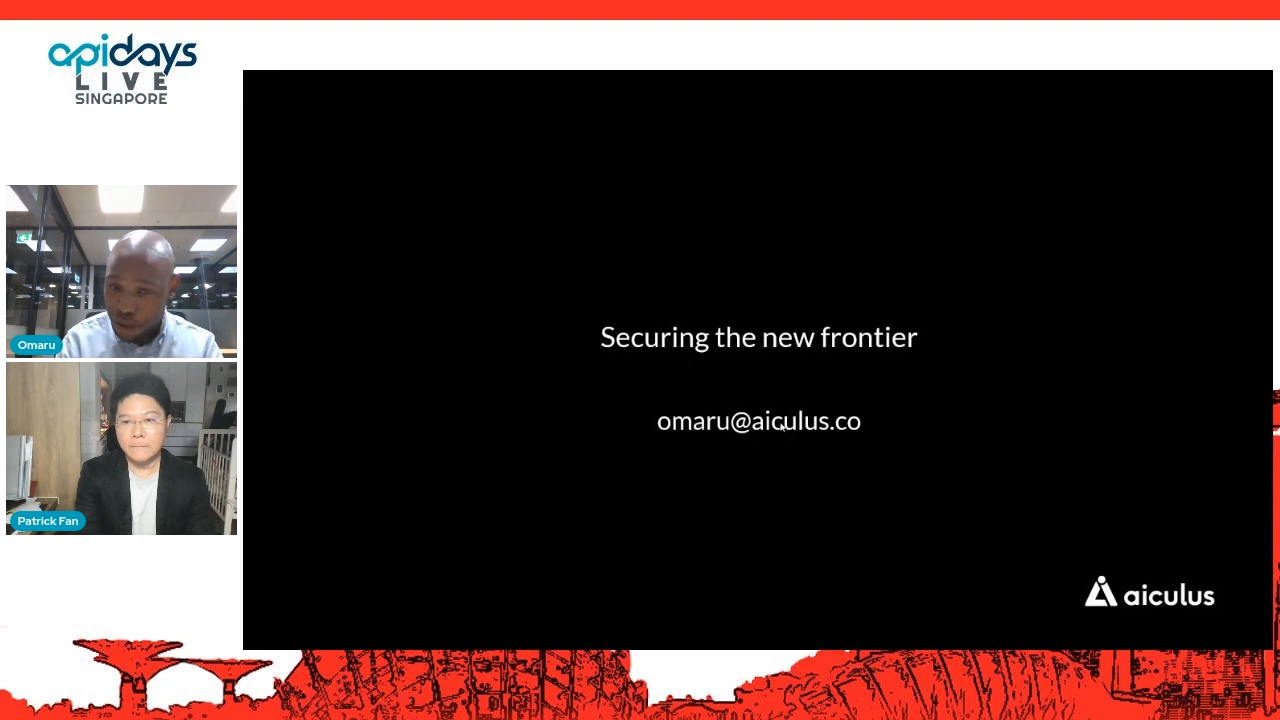 apidays
LIVE
SINGAPORE
Omaru
Patrick Fan
Securing the new frontier
omaru@aiculus.co
aiculus